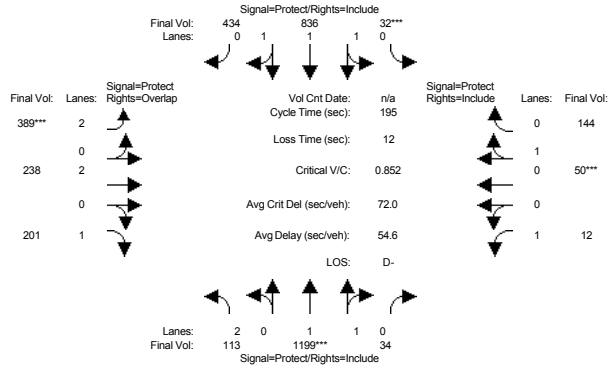 Signal=Protect/Rights=Include
Final Vol: 434 836 32***
Lanes: 0 1 1 1 0
Signal=Protect Signal=Protect
Final Vol: Lanes: Rights=Overlap Vol Cnt Date: n/a Rights=Include Lanes: Final Vol:
Cycle Time (sec): 195
389*** 2 0 144
Loss Time (sec): 12
0 1
238 2 Critical V/C: 0.852 0 50***
0 Avg Crit Del (sec/veh): 72.0 0
201 1 Avg Delay (sec/veh): 54.6 1 12
LOS: D-
Lanes: 2 0 1 1 0
Final Vol: 113 1199*** 34
Signal=Protect/Rights=Include